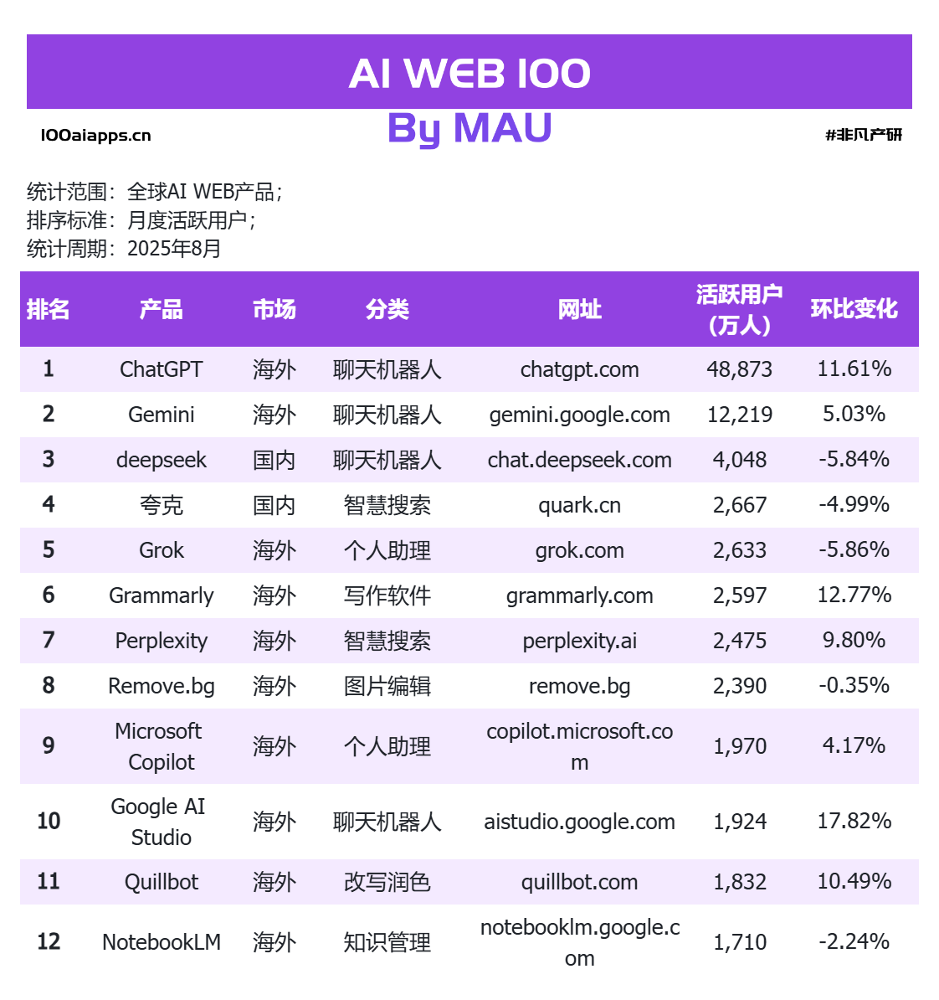 AI WEB 100
By MAU
100aiapps.cn
#非凡产研
统计范围：全球AI WEB产品；
排序标准：月度活跃用户；
统计周期：2025年8月
排名 产品 市场 分类 网址 活跃用户（万人） 环比变化
1 ChatGPT 海外 聊天机器人 chatgpt.com 48,873 11.61%
2 Gemini 海外 聊天机器人 gemini.google.com 12,219 5.03%
3 deepseek 国内 聊天机器人 chat.deepseek.com 4,048 -5.84%
4 夸克 国内 智慧搜索 quark.cn 2,667 -4.99%
5 Grok 海外 个人助理 grok.com 2,633 -5.86%
6 Grammarly 海外 写作软件 grammarly.com 2,597 12.77%
7 Perplexity 海外 智慧搜索 perplexity.ai 2,475 9.80%
8 Remove.bg 海外 图片编辑 remove.bg 2,390 -0.35%
9 Microsoft Copilot 海外 个人助理 copilot.microsoft.com 1,970 4.17%
10 Google AI Studio 海外 聊天机器人 aistudio.google.com 1,924 17.82%
11 Quillbot 海外 改写润色 quillbot.com 1,832 10.49%
12 NotebookLM 海外 知识管理 notebooklm.google.com 1,710 -2.24%